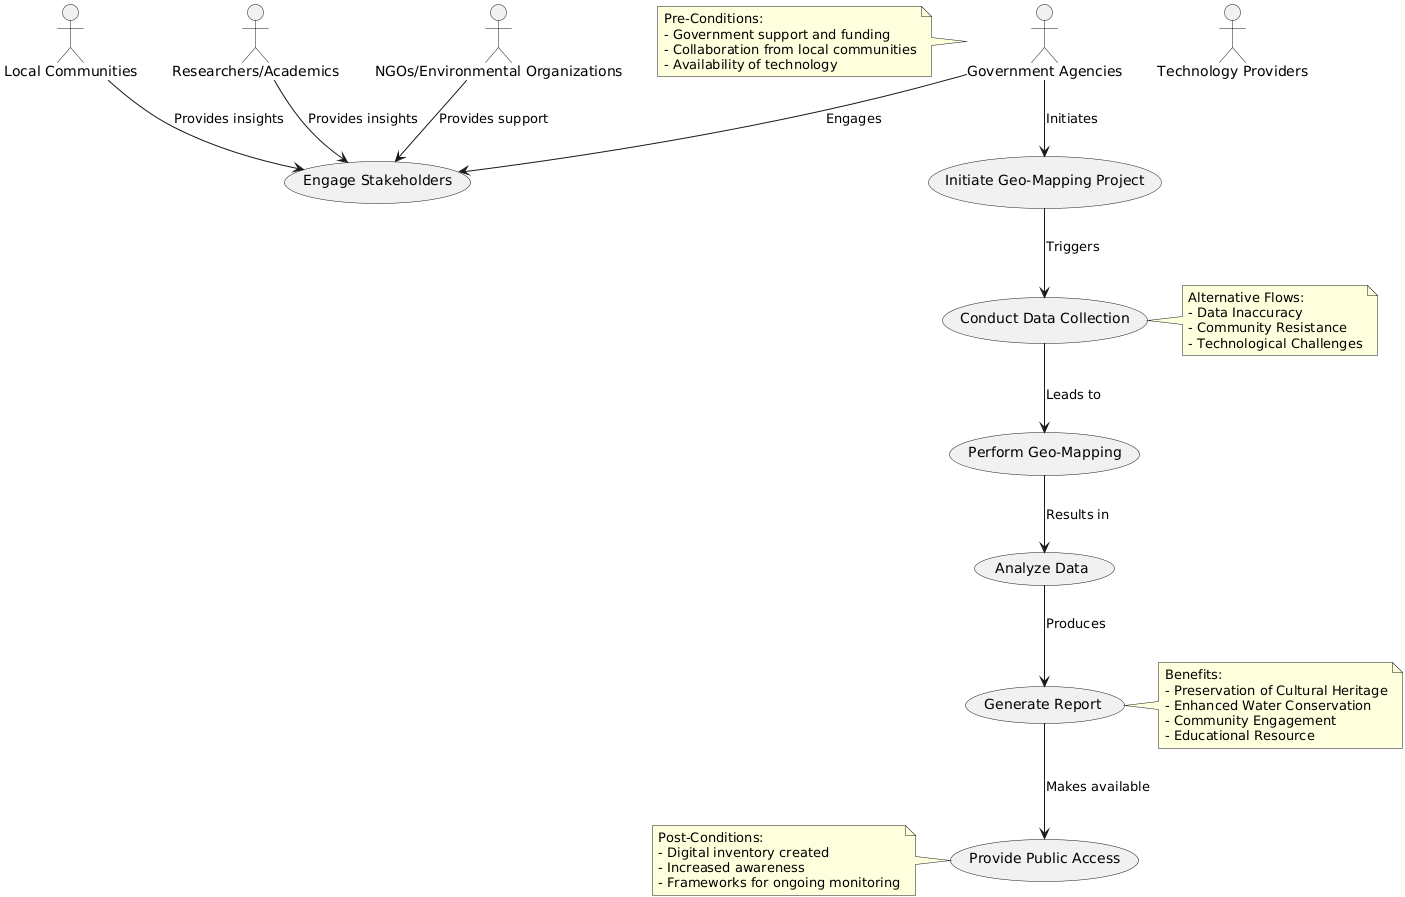 Pre-Conditions:
- Government support and funding
- Collaboration from local communities
- Availability of technology
Local Communities
Researchers/Academics
NGOs/Environmental Organizations
Government Agencies
Technology Providers
Provides insights
Provides insights
Provides support
Engages
Initiates
Engage Stakeholders
Initiate Geo-Mapping Project
Triggers
Conduct Data Collection
Alternative Flows:
- Data Inaccuracy
- Community Resistance
- Technological Challenges
Leads to
Perform Geo-Mapping
Results in
Analyze Data
Produces
Generate Report
Benefits:
- Preservation of Cultural Heritage
- Enhanced Water Conservation
- Community Engagement
- Educational Resource
Makes available
Post-Conditions:
- Digital inventory created
- Increased awareness
- Frameworks for ongoing monitoring
Provide Public Access